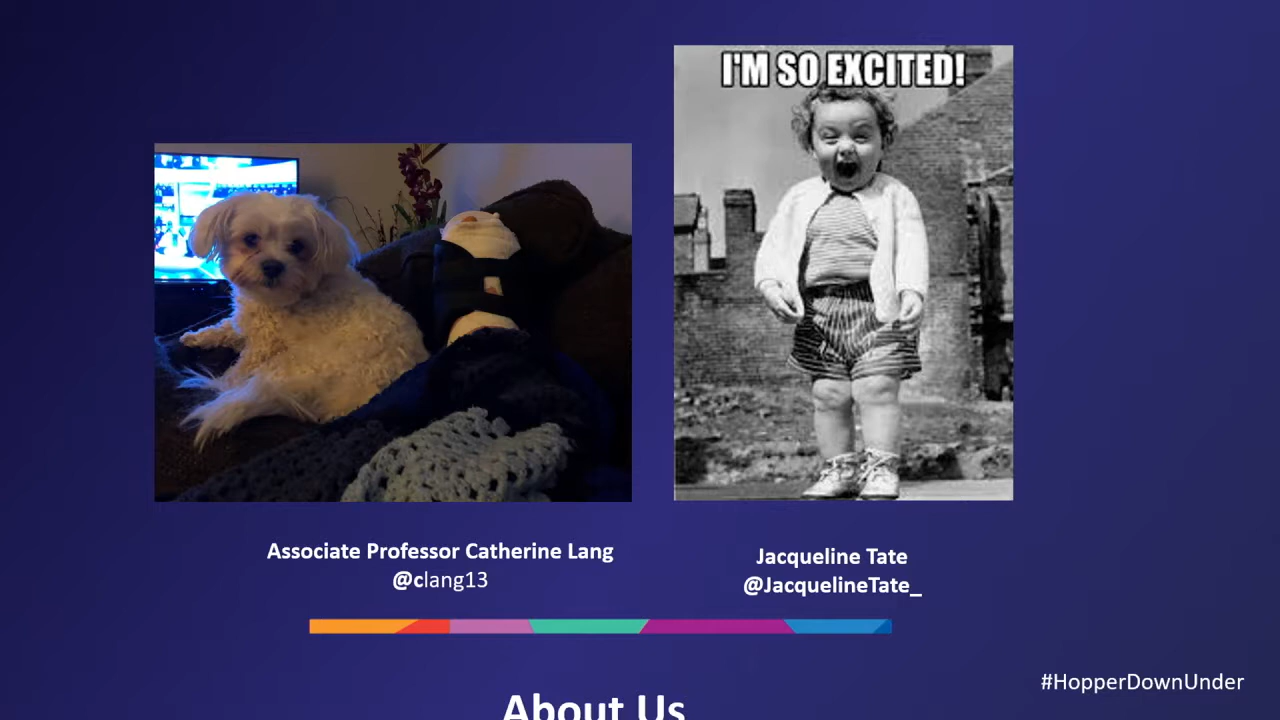 I'M SO EXCITED!
Associate Professor Catherine Lang
@clang13
Jacqueline Tate
@JacquelineTate_
#HopperDownUnder
About Us